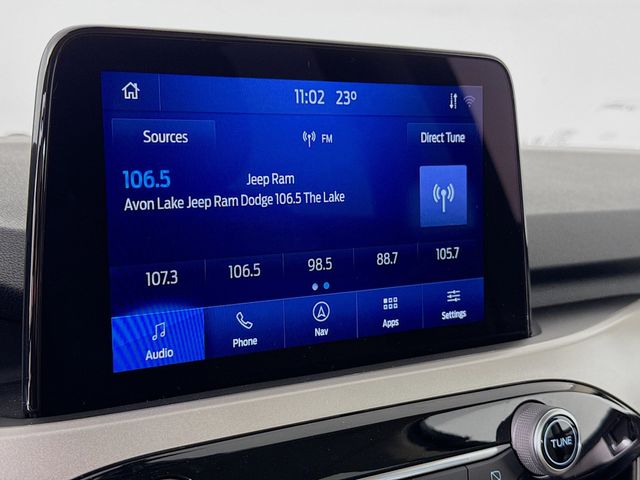 11:02 23°
Sources
FM
Direct Tune
106.5
Jeep Ram
Avon Lake Jeep Ram Dodge 106.5 The Lake
107.3 106.5 98.5 88.7 105.7
Audio Phone Nav Apps Settings
TUNE